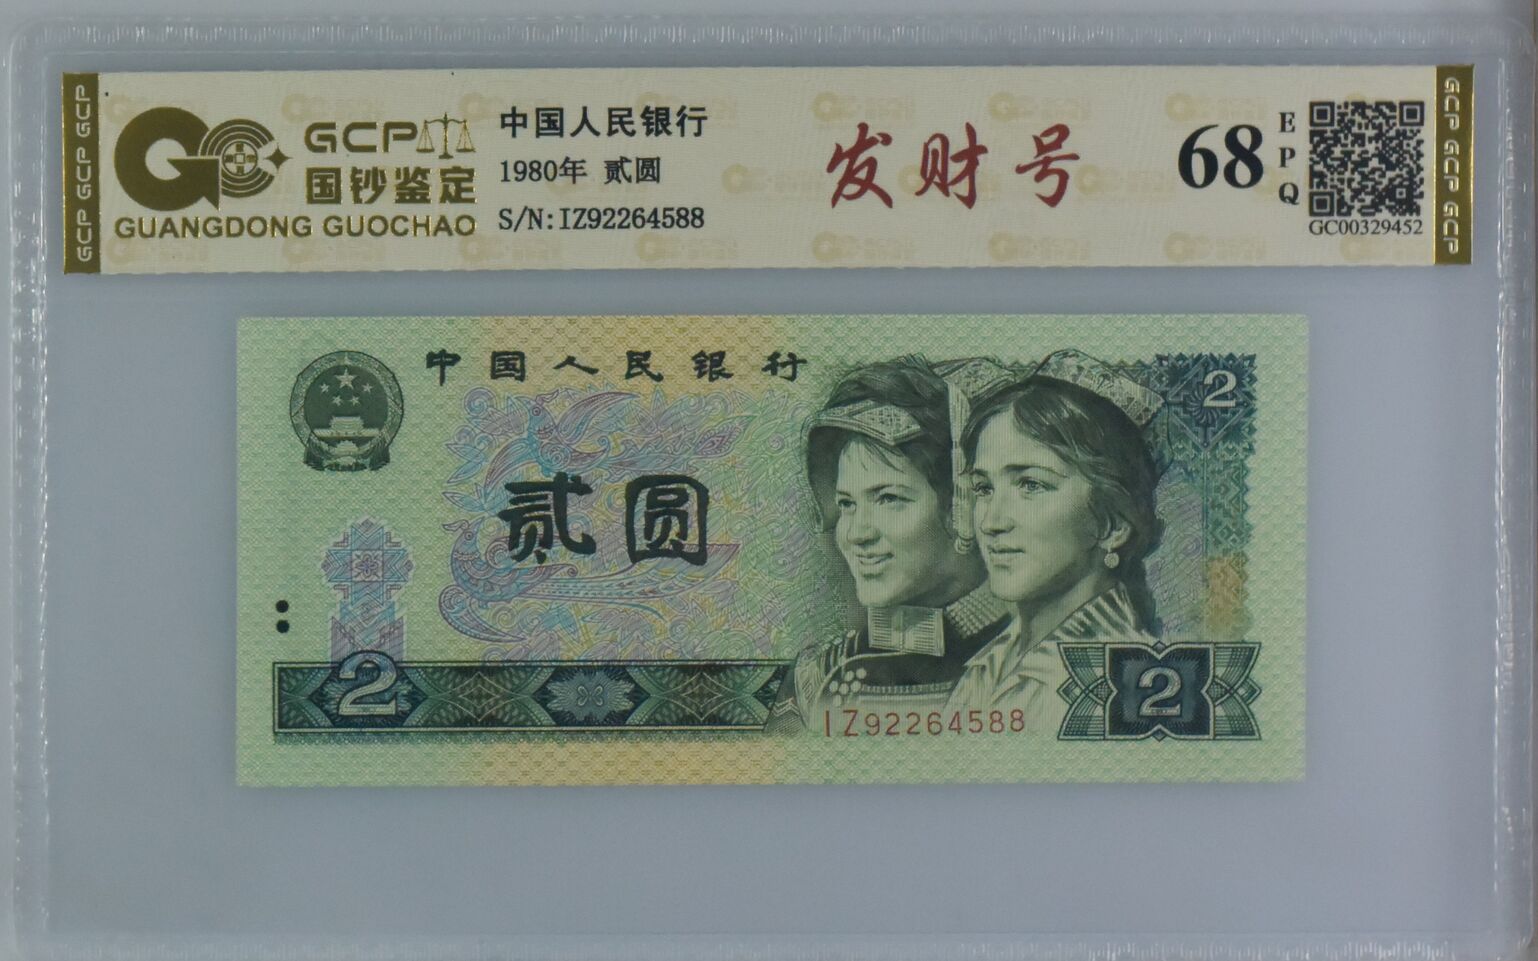 GCP GCP GCP
GCP
国钞鉴定
GUANGDONG GUOCHAO
中国人民银行
1980年 贰圆
S/N:IZ92264588
发财号
68
EPQ
GC00329452
GCP GCP GCP GCP
中国人民银行
2
贰圆
2
IZ92264588
2